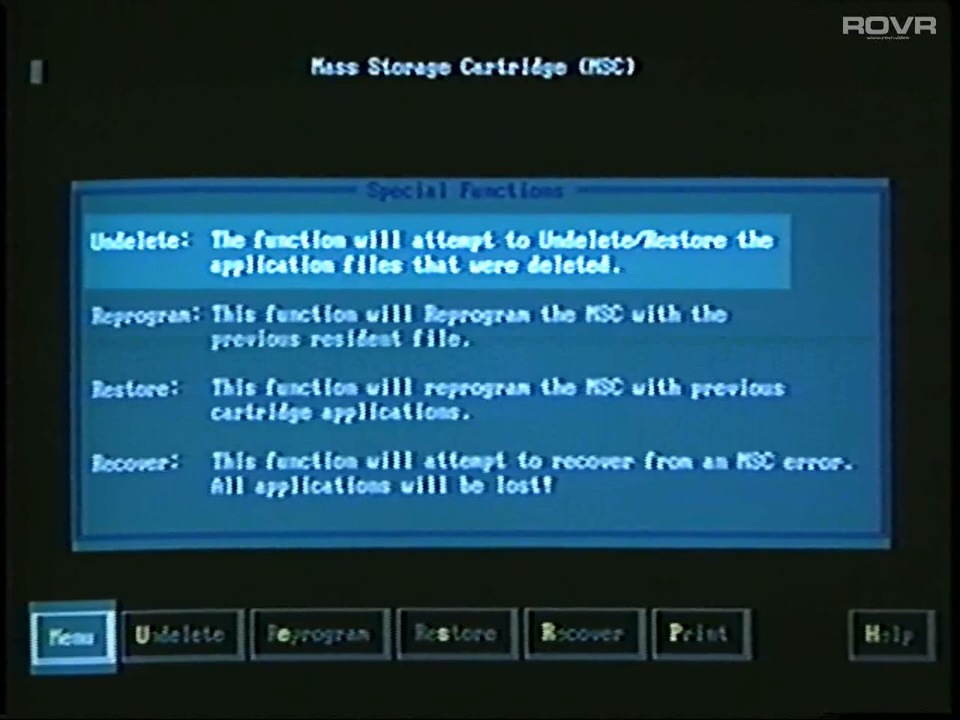 ROVR
Mass Storage Cartridge (MSC)
Special Functions
Undelete: The function will attempt to Undelete/Restore the
application files that were deleted.
Reprogram: This function will Reprogram the MSC with the
previous resident file.
Restore: This function will reprogram the MSC with previous
cartridge applications.
Recover: This function will attempt to recover from an MSC error.
All applications will be lost!
Menu Undelete Reprogram Restore Recover Print Help